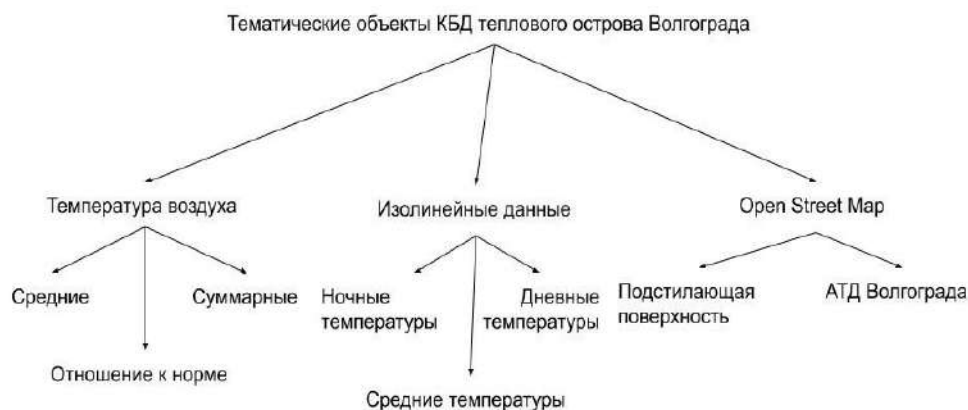 Тематические объекты КБД теплового острова Волгограда
Температура воздуха
Изолинейные данные
Open Street Map
Средние
Суммарные
Отношение к норме
Ночные
температуры
Дневные
температуры
Средние температуры
Подстилающая
поверхность
АТД Волгограда